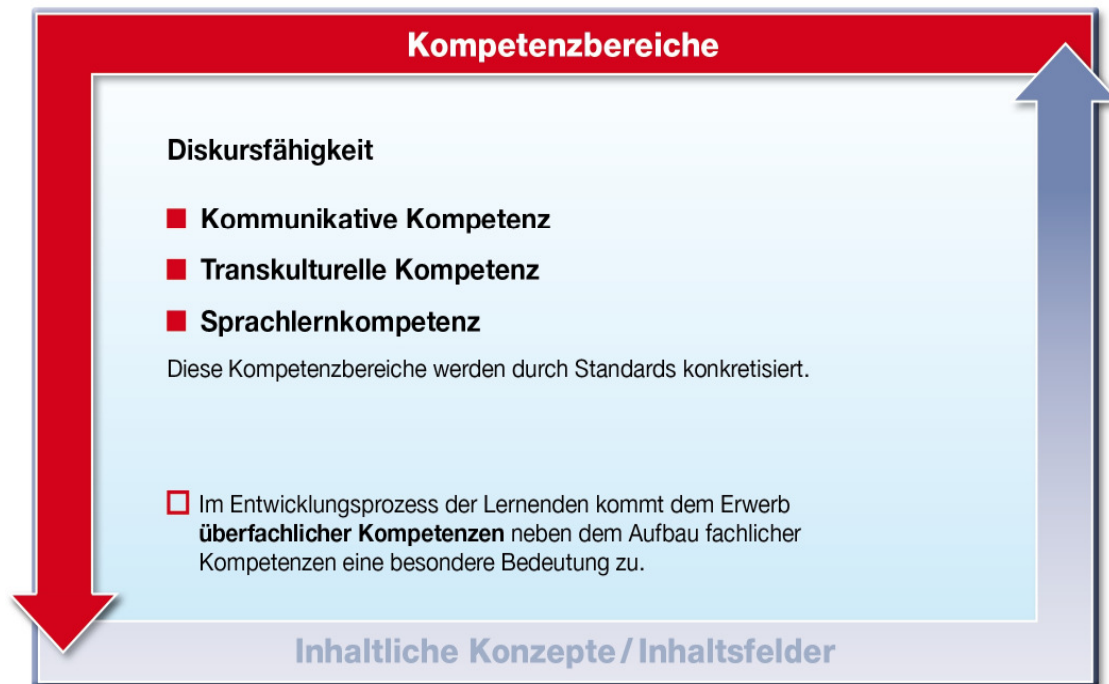 Kompetenzbereiche
Diskursfähigkeit
Kommunikative Kompetenz
Transkulturelle Kompetenz
Sprachlernkompetenz
Diese Kompetenzbereiche werden durch Standards konkretisiert.
Im Entwicklungsprozess der Lernenden kommt dem Erwerb
überfachlicher Kompetenzen neben dem Aufbau fachlicher
Kompetenzen eine besondere Bedeutung zu.
Inhaltliche Konzepte/Inhaltsfelder